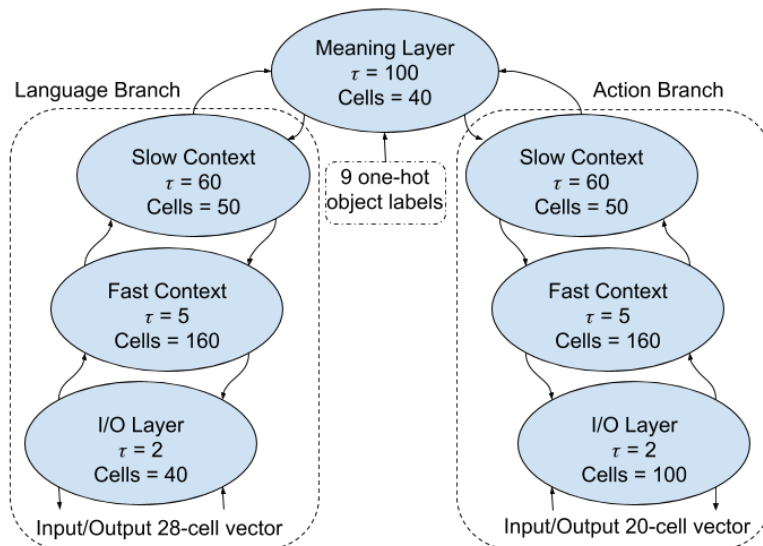 Meaning Layer
τ = 100
Cells = 40
Language Branch
Action Branch
Slow Context
τ = 60
Cells = 50
9 one-hot
object labels
Slow Context
τ = 60
Cells = 50
Fast Context
τ = 5
Cells = 160
Fast Context
τ = 5
Cells = 160
I/O Layer
τ = 2
Cells = 40
I/O Layer
τ = 2
Cells = 100
Input/Output 28-cell vector
Input/Output 20-cell vector